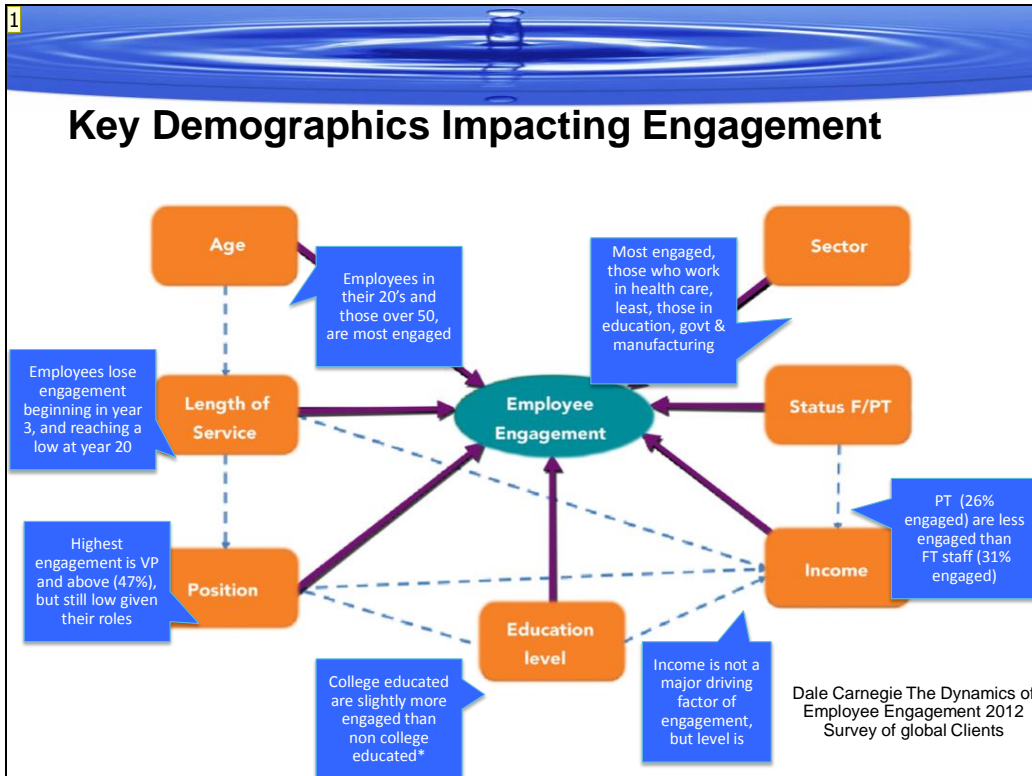 1
Key Demographics Impacting Engagement
Age
Employees in
their 20's and
those over 50,
are most engaged
Most engaged,
those who work
in health care,
least, those in
education, govt &
manufacturing
Sector
Employees lose
engagement
beginning in year
3, and reaching a
low at year 20
Length of
Service
Employee
Engagement
Status F/PT
Highest
engagement is VP
and above (47%),
but still low given
their roles
Position
Education
level
Income
PT (26%
engaged) are less
engaged than
FT staff (31%
engaged)
College educated
are slightly more
engaged than
non college
educated*
Income is not a
major driving
factor of
engagement,
but level is
Dale Carnegie The Dynamics of
Employee Engagement 2012
Survey of global Clients